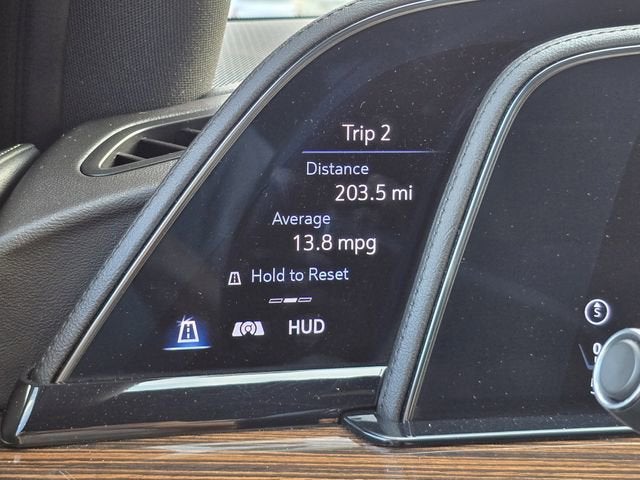 Trip 2
Distance
203.5 mi
Average
13.8 mpg
Hold to Reset
HUD
S